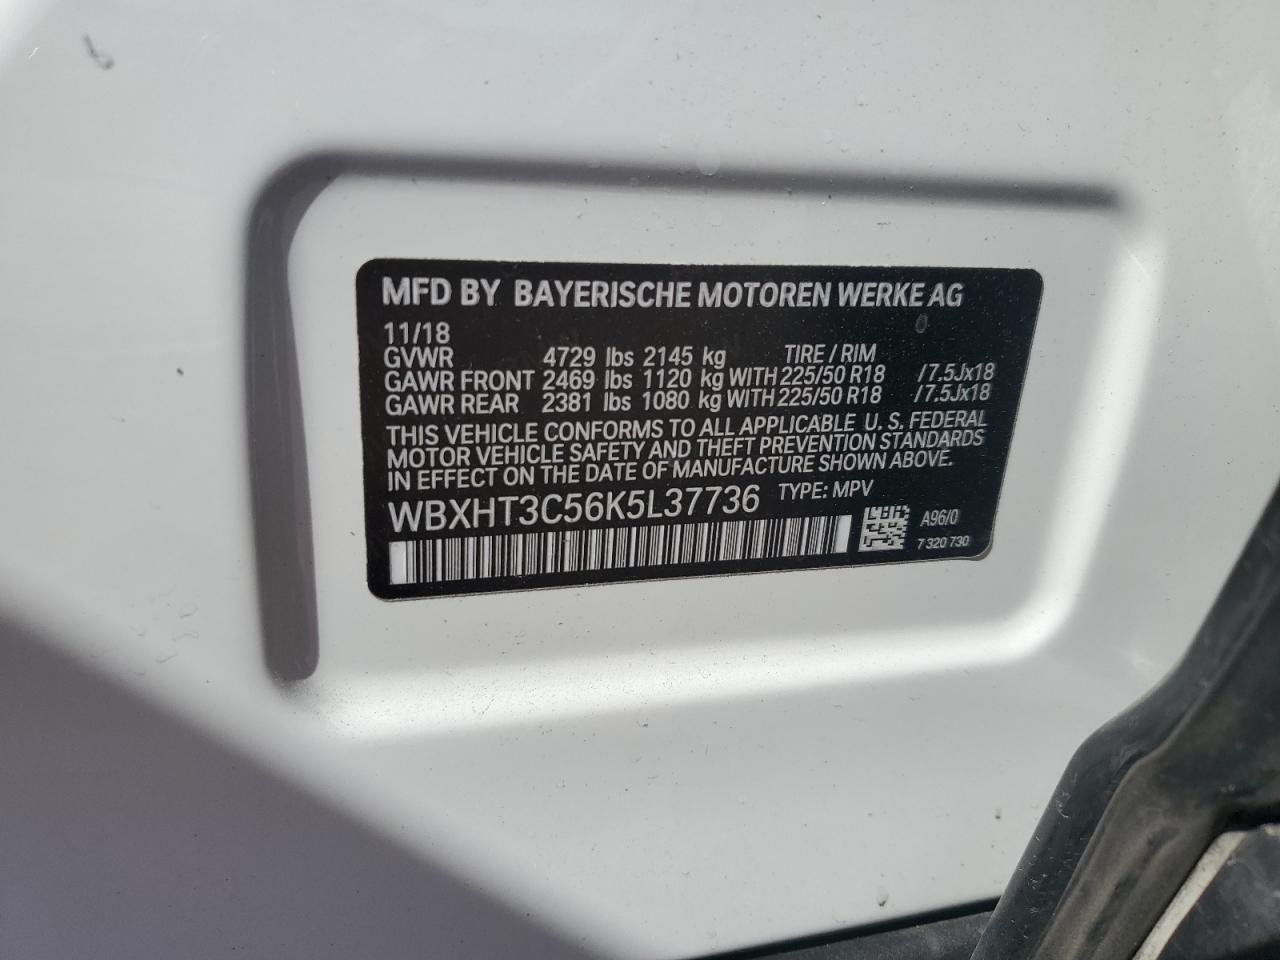 MFD BY BAYERISCHE MOTOREN WERKE AG
11/18 0
GVWR 4729 lbs 2145 kg TIRE / RIM
GAWR FRONT 2469 lbs 1120 kg WITH 225/50 R18 /7.5Jx18
GAWR REAR 2381 lbs 1080 kg WITH 225/50 R18 /7.5Jx18
THIS VEHICLE CONFORMS TO ALL APPLICABLE U. S. FEDERAL
MOTOR VEHICLE SAFETY AND THEFT PREVENTION STANDARDS
IN EFFECT ON THE DATE OF MANUFACTURE SHOWN ABOVE.
WBXHT3C56K5L37736 TYPE: MPV
A96/0
7 320 730